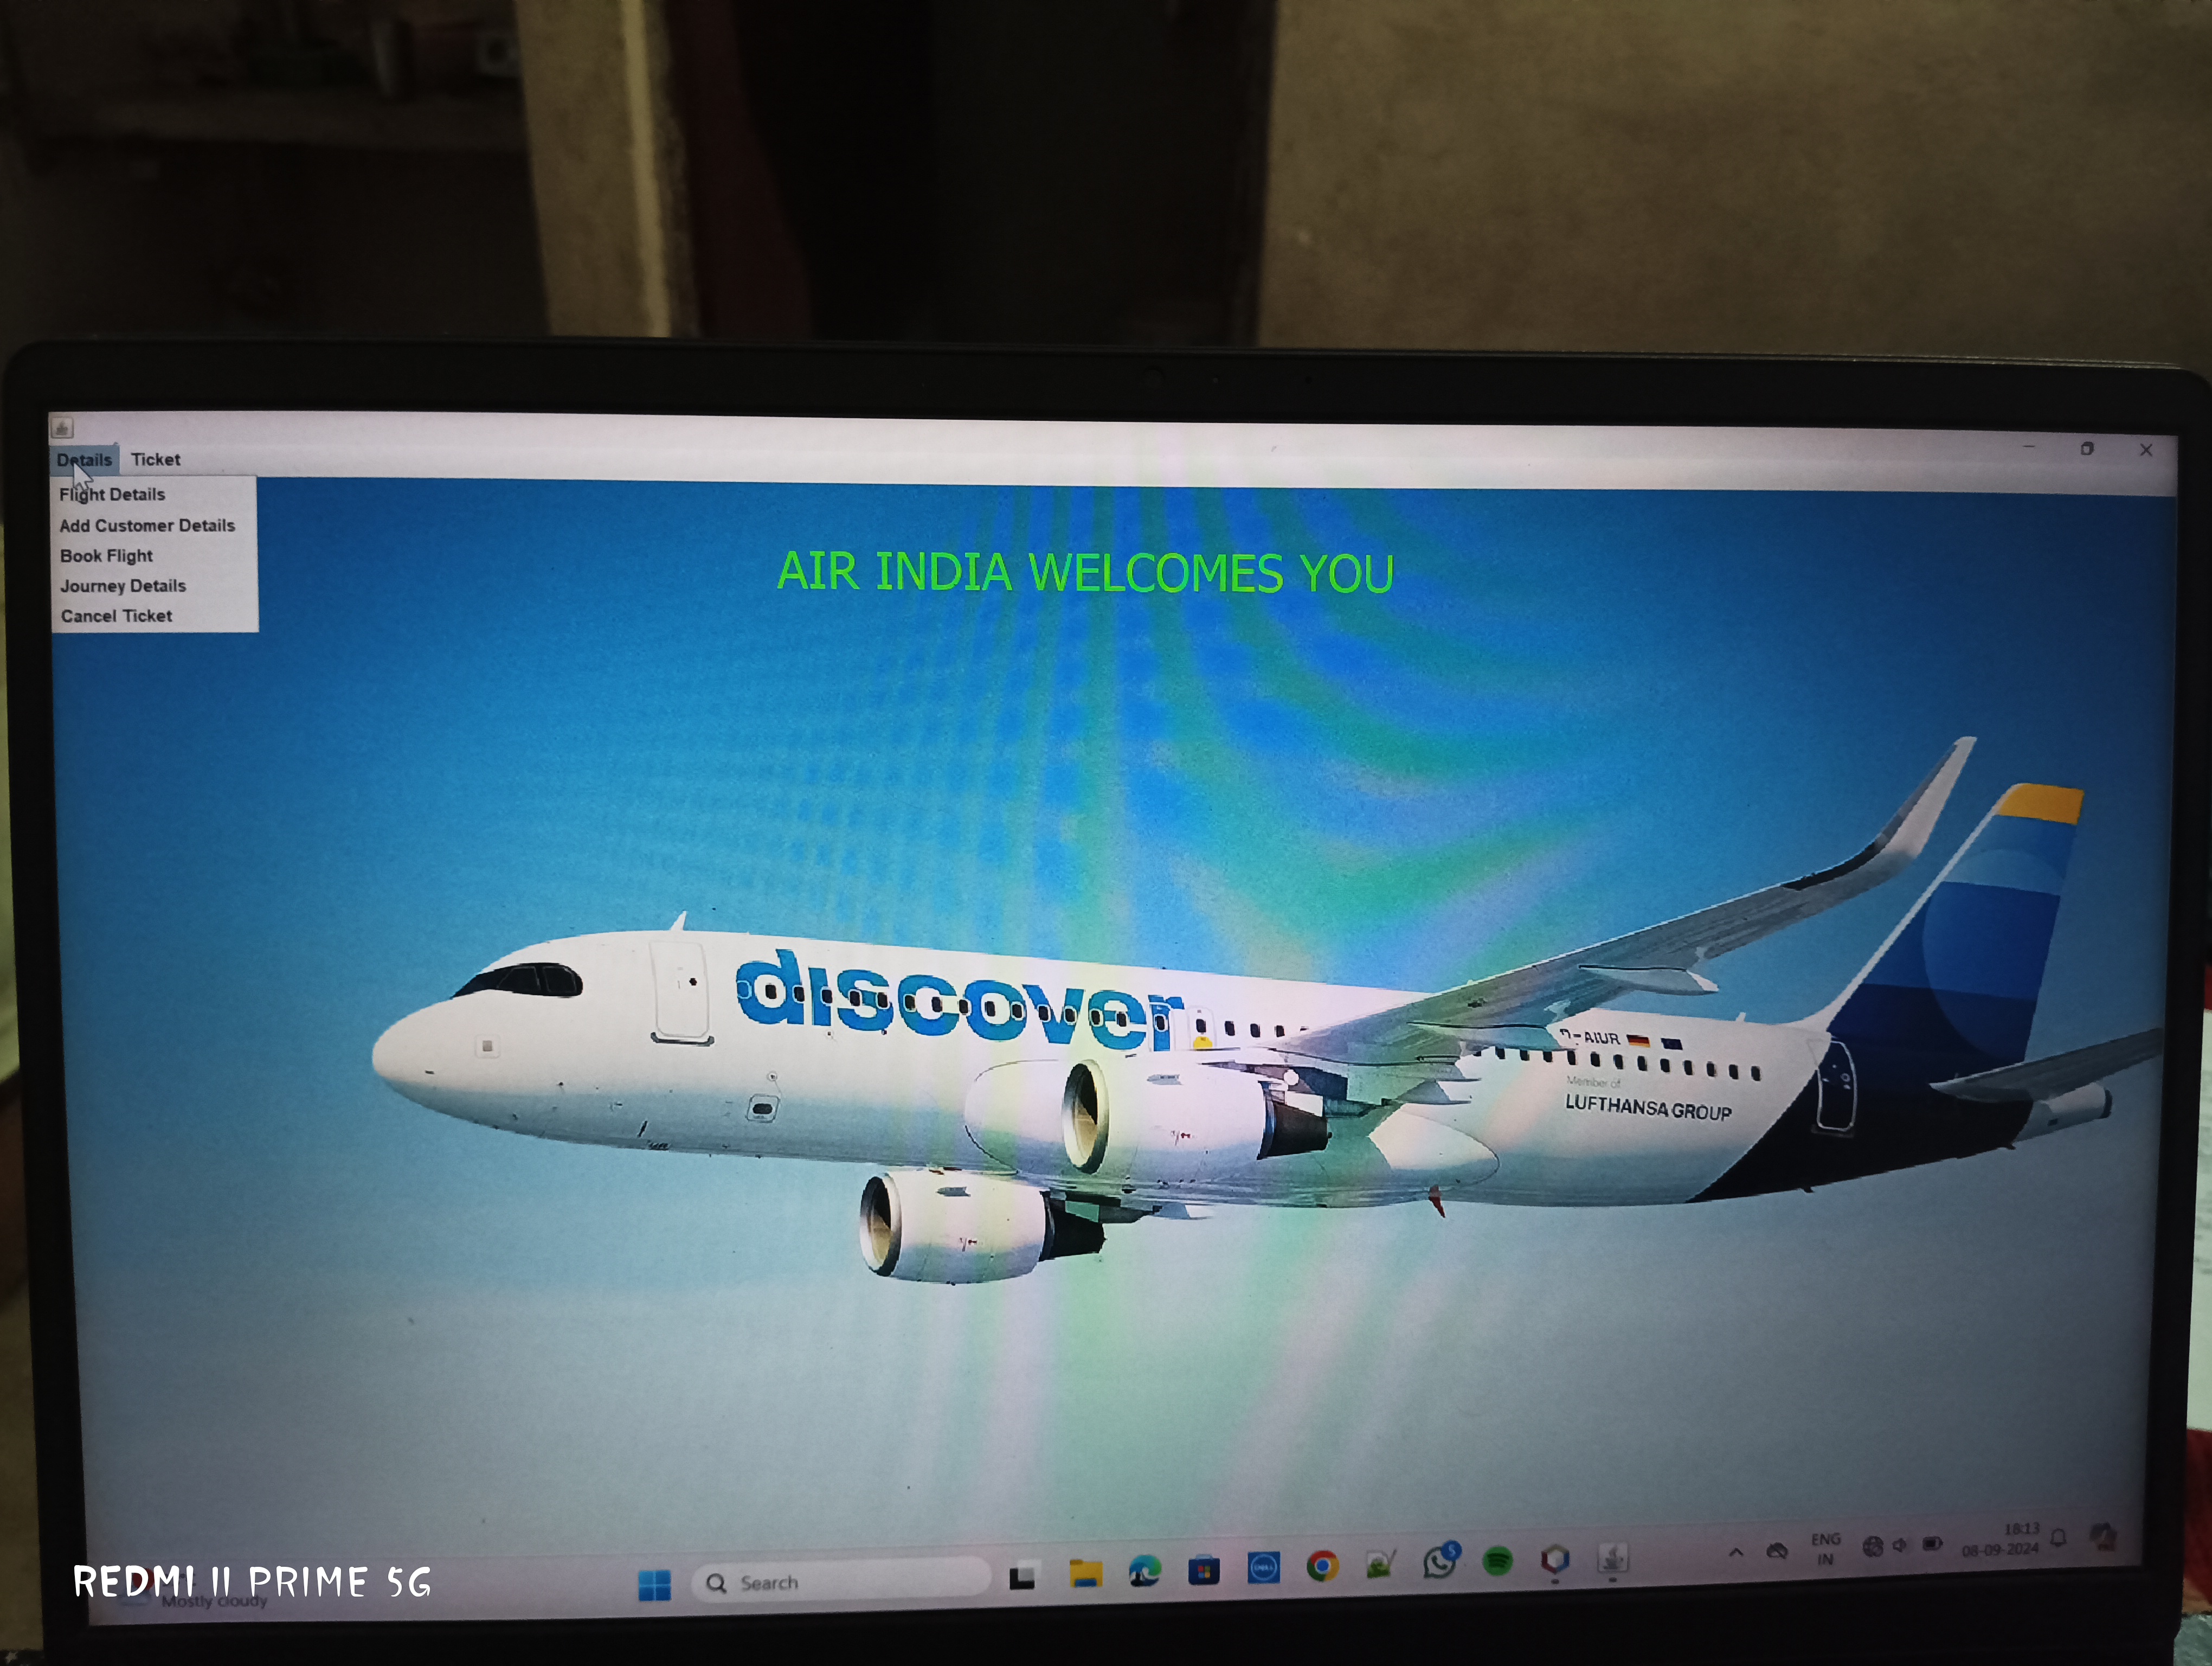 Details Ticket
Flight Details
Add Customer Details
Book Flight
Journey Details
Cancel Ticket
AIR INDIA WELCOMES YOU
discover
D-AIUR
Member of
LUFTHANSA GROUP
Mostly cloudy
Search
5
ENG
IN
18:13
08-09-2024
REDMI 11 PRIME 5G